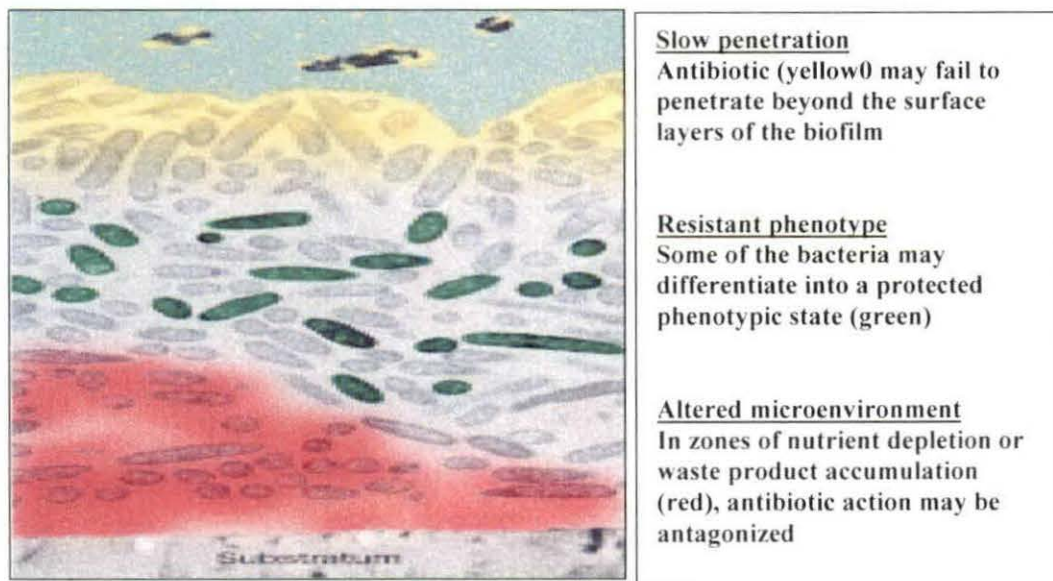 Slow penetration
Antibiotic (yellow0 may fail to
penetrate beyond the surface
layers of the biofilm
Resistant phenotype
Some of the bacteria may
differentiate into a protected
phenotypic state (green)
Altered microenvironment
In zones of nutrient depletion or
waste product accumulation
(red), antibiotic action may be
antagonized
Substratum